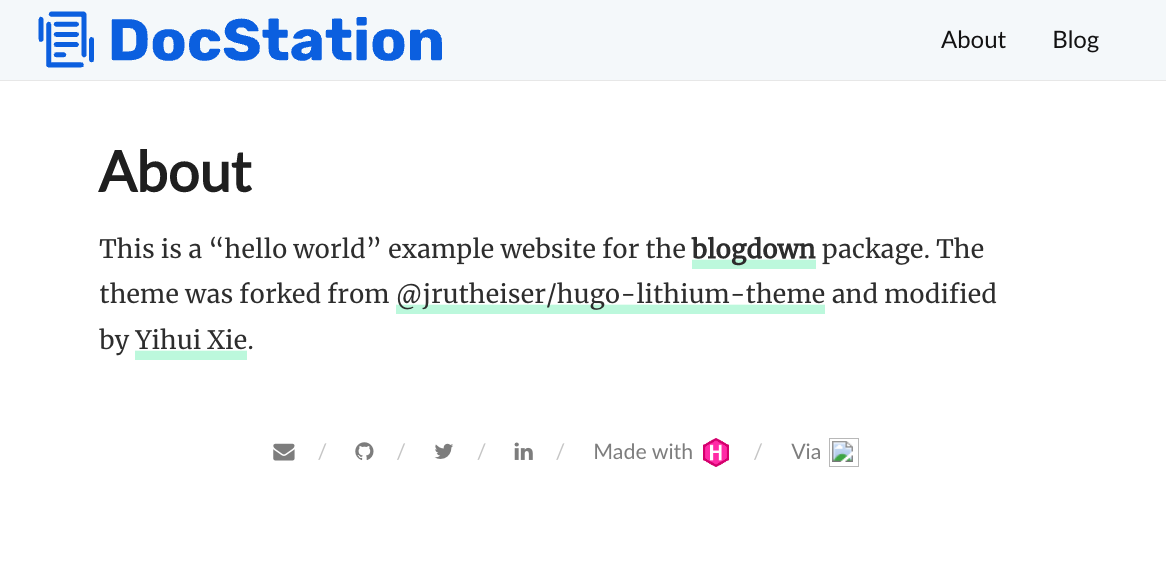 DocStation
About Blog
About
This is a “hello world” example website for the blogdown package. The
theme was forked from @jrutheiser/hugo-lithium-theme and modified
by Yihui Xie.
/ / / in / Made with H / Via